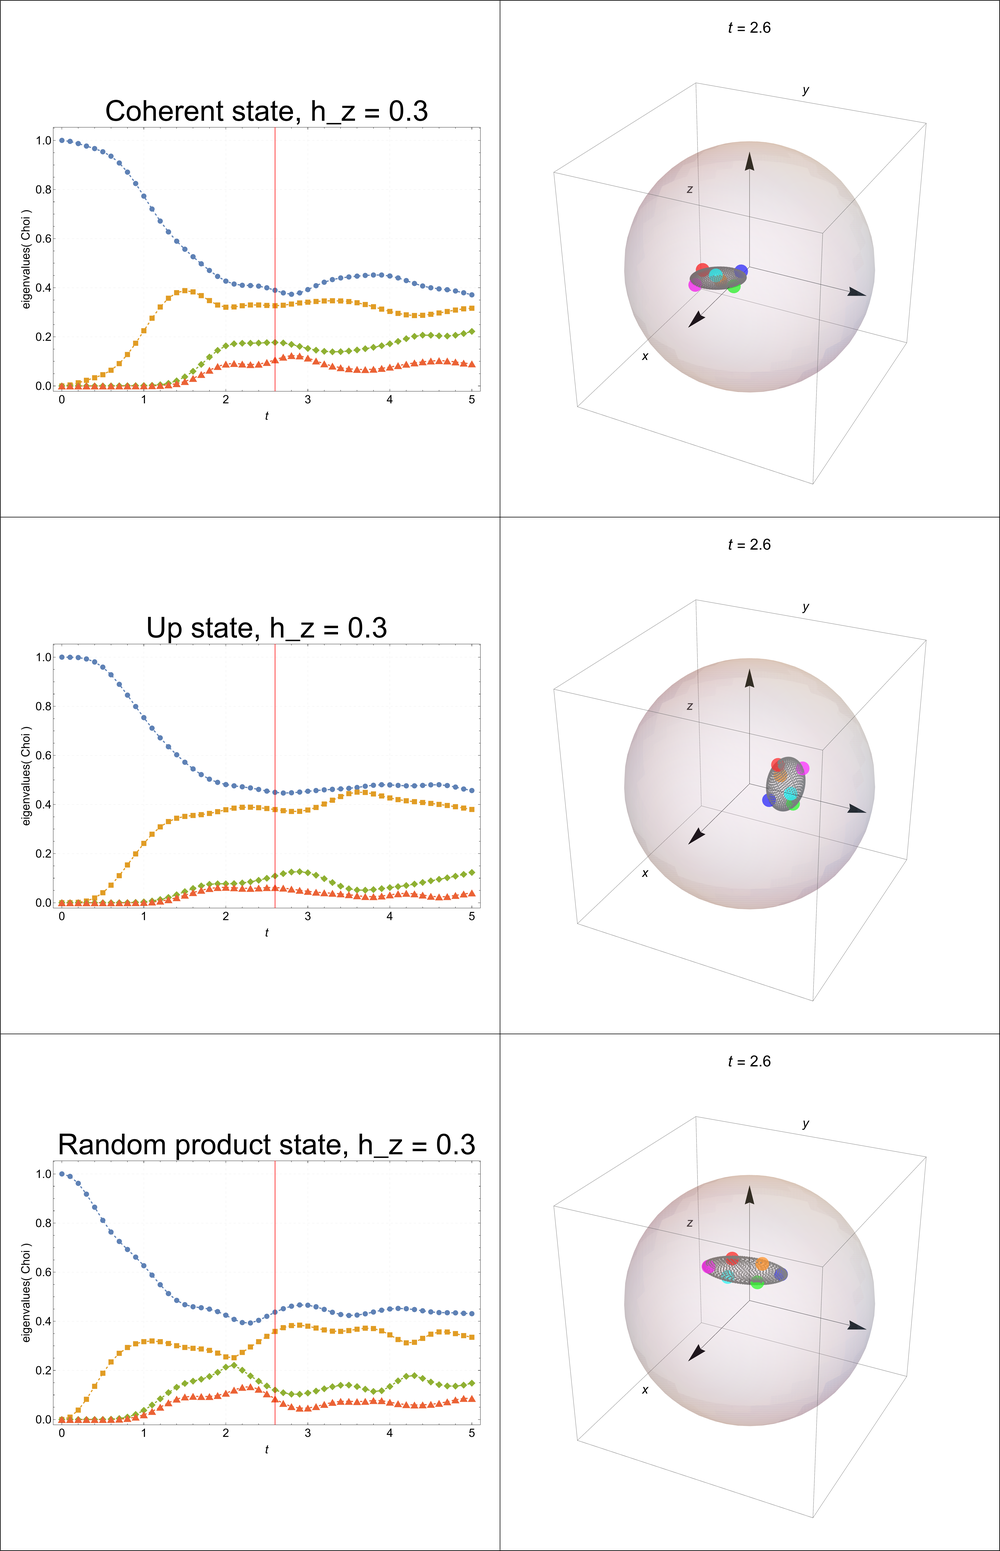 Coherent state, h_z = 0.3
eigenvalues( Choi )
1.0
0.8
0.6
0.4
0.2
0.0
0 1 2 3 4 5
t
t = 2.6
y
z
x
Up state, h_z = 0.3
eigenvalues( Choi )
1.0
0.8
0.6
0.4
0.2
0.0
0 1 2 3 4 5
t
t = 2.6
y
z
x
Random product state, h_z = 0.3
eigenvalues( Choi )
1.0
0.8
0.6
0.4
0.2
0.0
0 1 2 3 4 5
t
t = 2.6
y
z
x